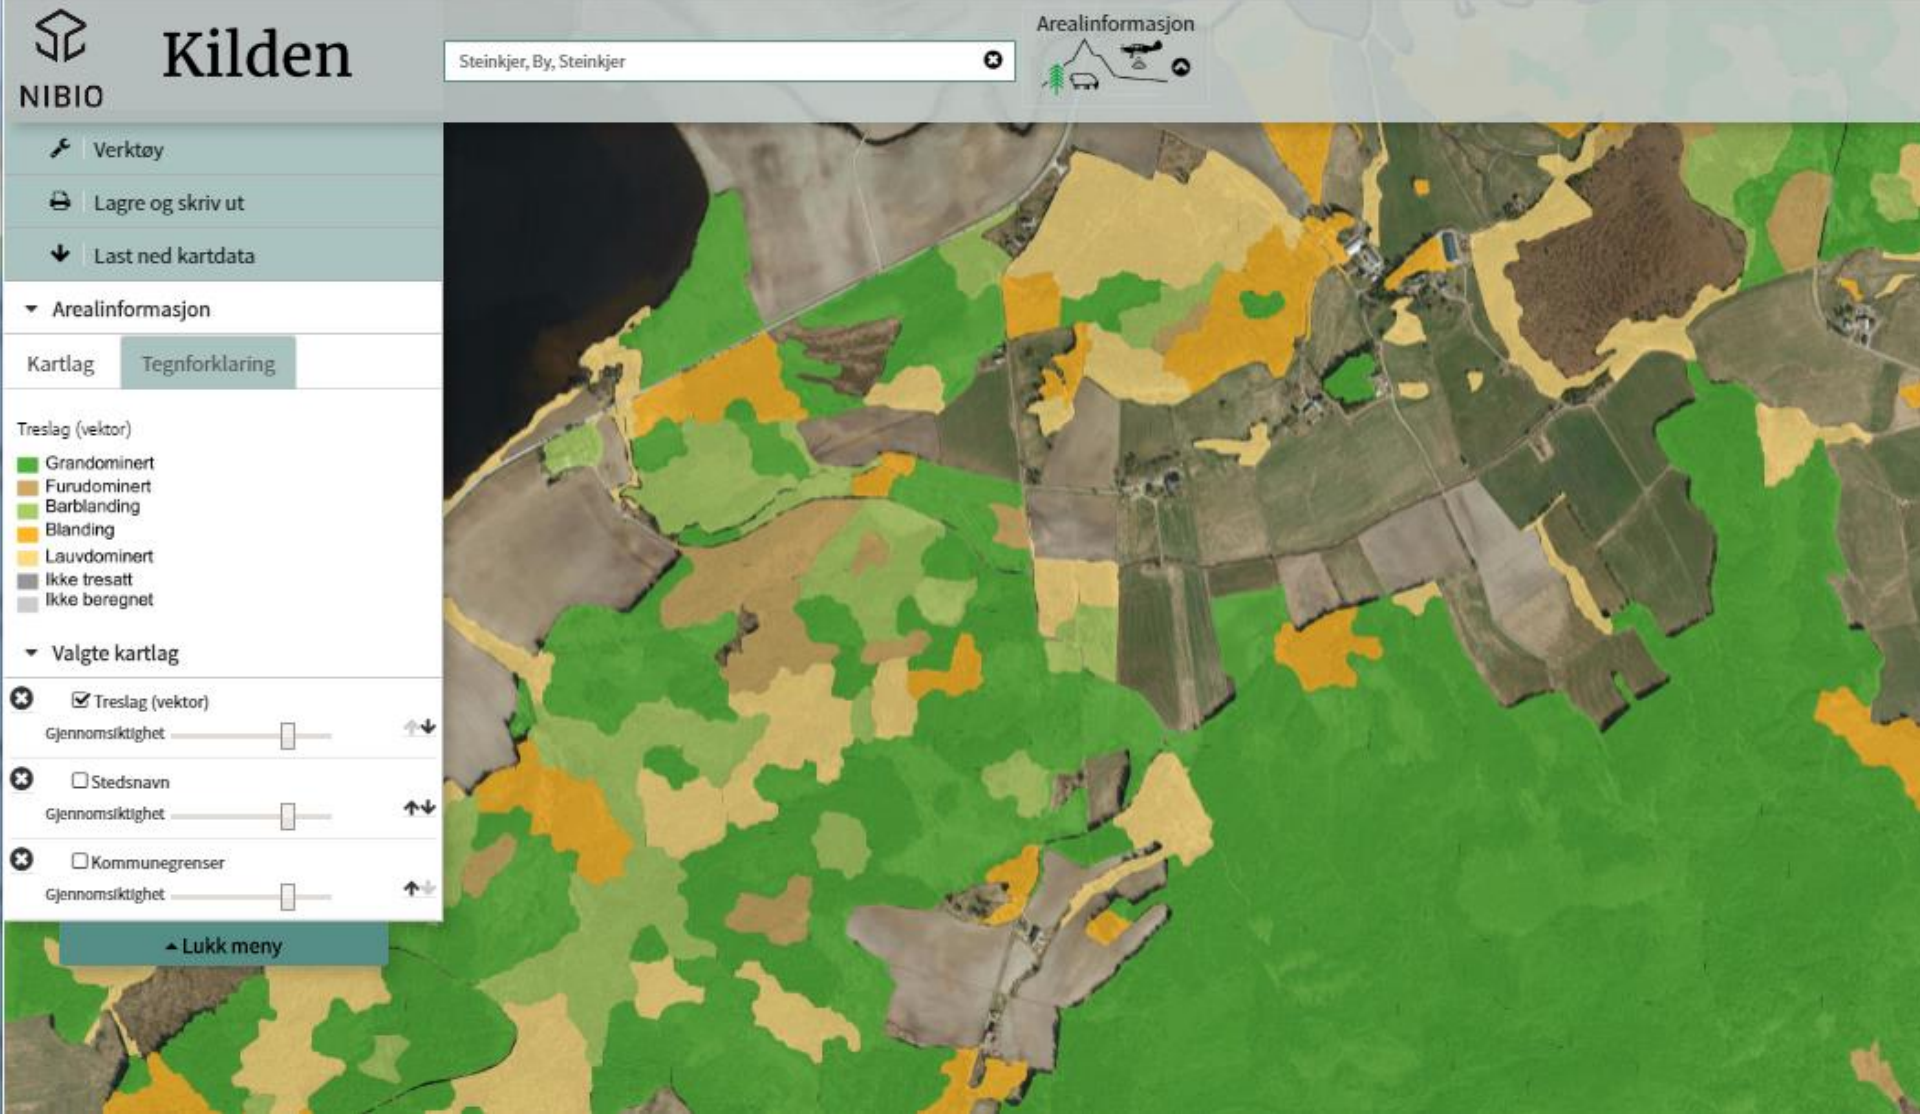 NIBIO
Kilden
Steinkjer, By, Steinkjer
Arealinformasjon
Verktøy
Lagre og skriv ut
Last ned kartdata
Arealinformasjon
Kartlag
Tegnforklaring
Treslag (vektor)
Grandominert
Furudominert
Barblanding
Blanding
Lauvdominert
Ikke tresatt
Ikke beregnet
Valgte kartlag
Treslag (vektor)
Gjennomsiktighet
Stedsnavn
Gjennomsiktighet
Kommunegrenser
Gjennomsiktighet
Lukk meny